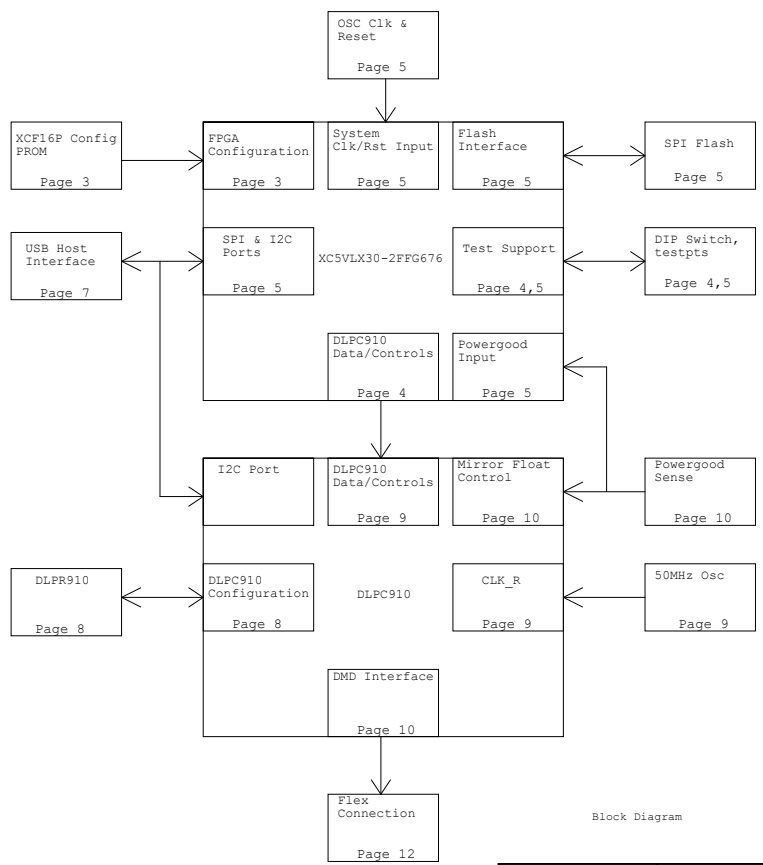 OSC Clk &
Reset
Page 5
XCF16P Config
PROM
Page 3
FPGA
Configuration
Page 3
System
Clk/Rst Input
Page 5
Flash
Interface
Page 5
SPI Flash
Page 5
USB Host
Interface
Page 7
SPI & I2C
Ports
Page 5
XC5VLX30-2FFG676
Test Support
Page 4,5
DIP Switch,
testpts
Page 4,5
DLPC910
Data/Controls
Page 4
Powergood
Input
Page 5
I2C Port
DLPC910
Data/Controls
Page 9
Mirror Float
Control
Page 10
Powergood
Sense
Page 10
DLPR910
Page 8
DLPC910
Configuration
Page 8
DLPC910
CLK_R
Page 9
50MHz Osc
Page 9
DMD Interface
Page 10
Flex
Connection
Page 12
Block Diagram